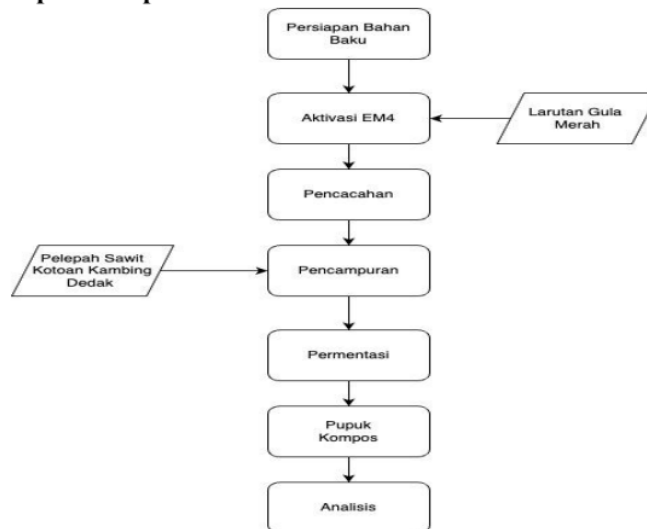 Persiapan Bahan
Baku
Aktivasi EM4
Larutan Gula
Merah
Pencacahan
Pelepah Sawit
Kotoan Kambing
Dedak
Pencampuran
Permentasi
Pupuk
Kompos
Analisis